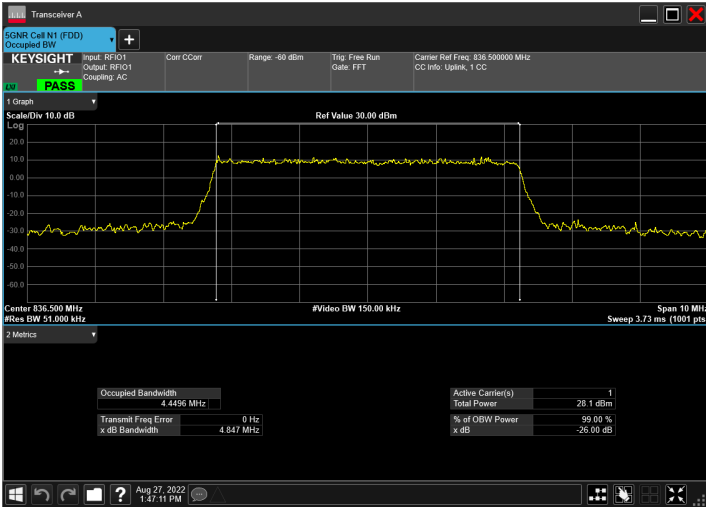 Transceiver A
5GNR Cell N1 (FDD)
Occupied BW
KEYSIGHT
LXI
PASS
Input: RFIO1
Output: RFIO1
Coupling: AC
Corr CCorr
Range: -60 dBm
Trig: Free Run
Gate: FFT
Carrier Ref Freq: 836.500000 MHz
CC Info: Uplink, 1 CC
1 Graph
Scale/Div 10.0 dB
Ref Value 30.00 dBm
Log
20.0
10.0
0.00
-10.0
-20.0
-30.0
-40.0
-50.0
-60.0
Center 836.500 MHz
#Video BW 150.00 kHz
Span 10 MHz
#Res BW 51.000 kHz
Sweep 3.73 ms (1001 pts
2 Metrics
Occupied Bandwidth
4.4496 MHz
Transmit Freq Error 0 Hz
x dB Bandwidth 4.847 MHz
Active Carrier(s) 1
Total Power 28.1 dBm
% of OBW Power 99.00 %
x dB -26.00 dB
Aug 27, 2022
1:47:11 PM